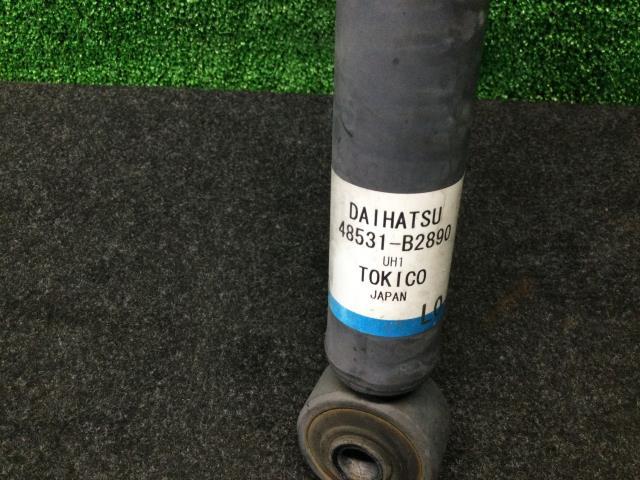 DAIHATSU
48531-B2890
UH1
TOKICO
JAPAN